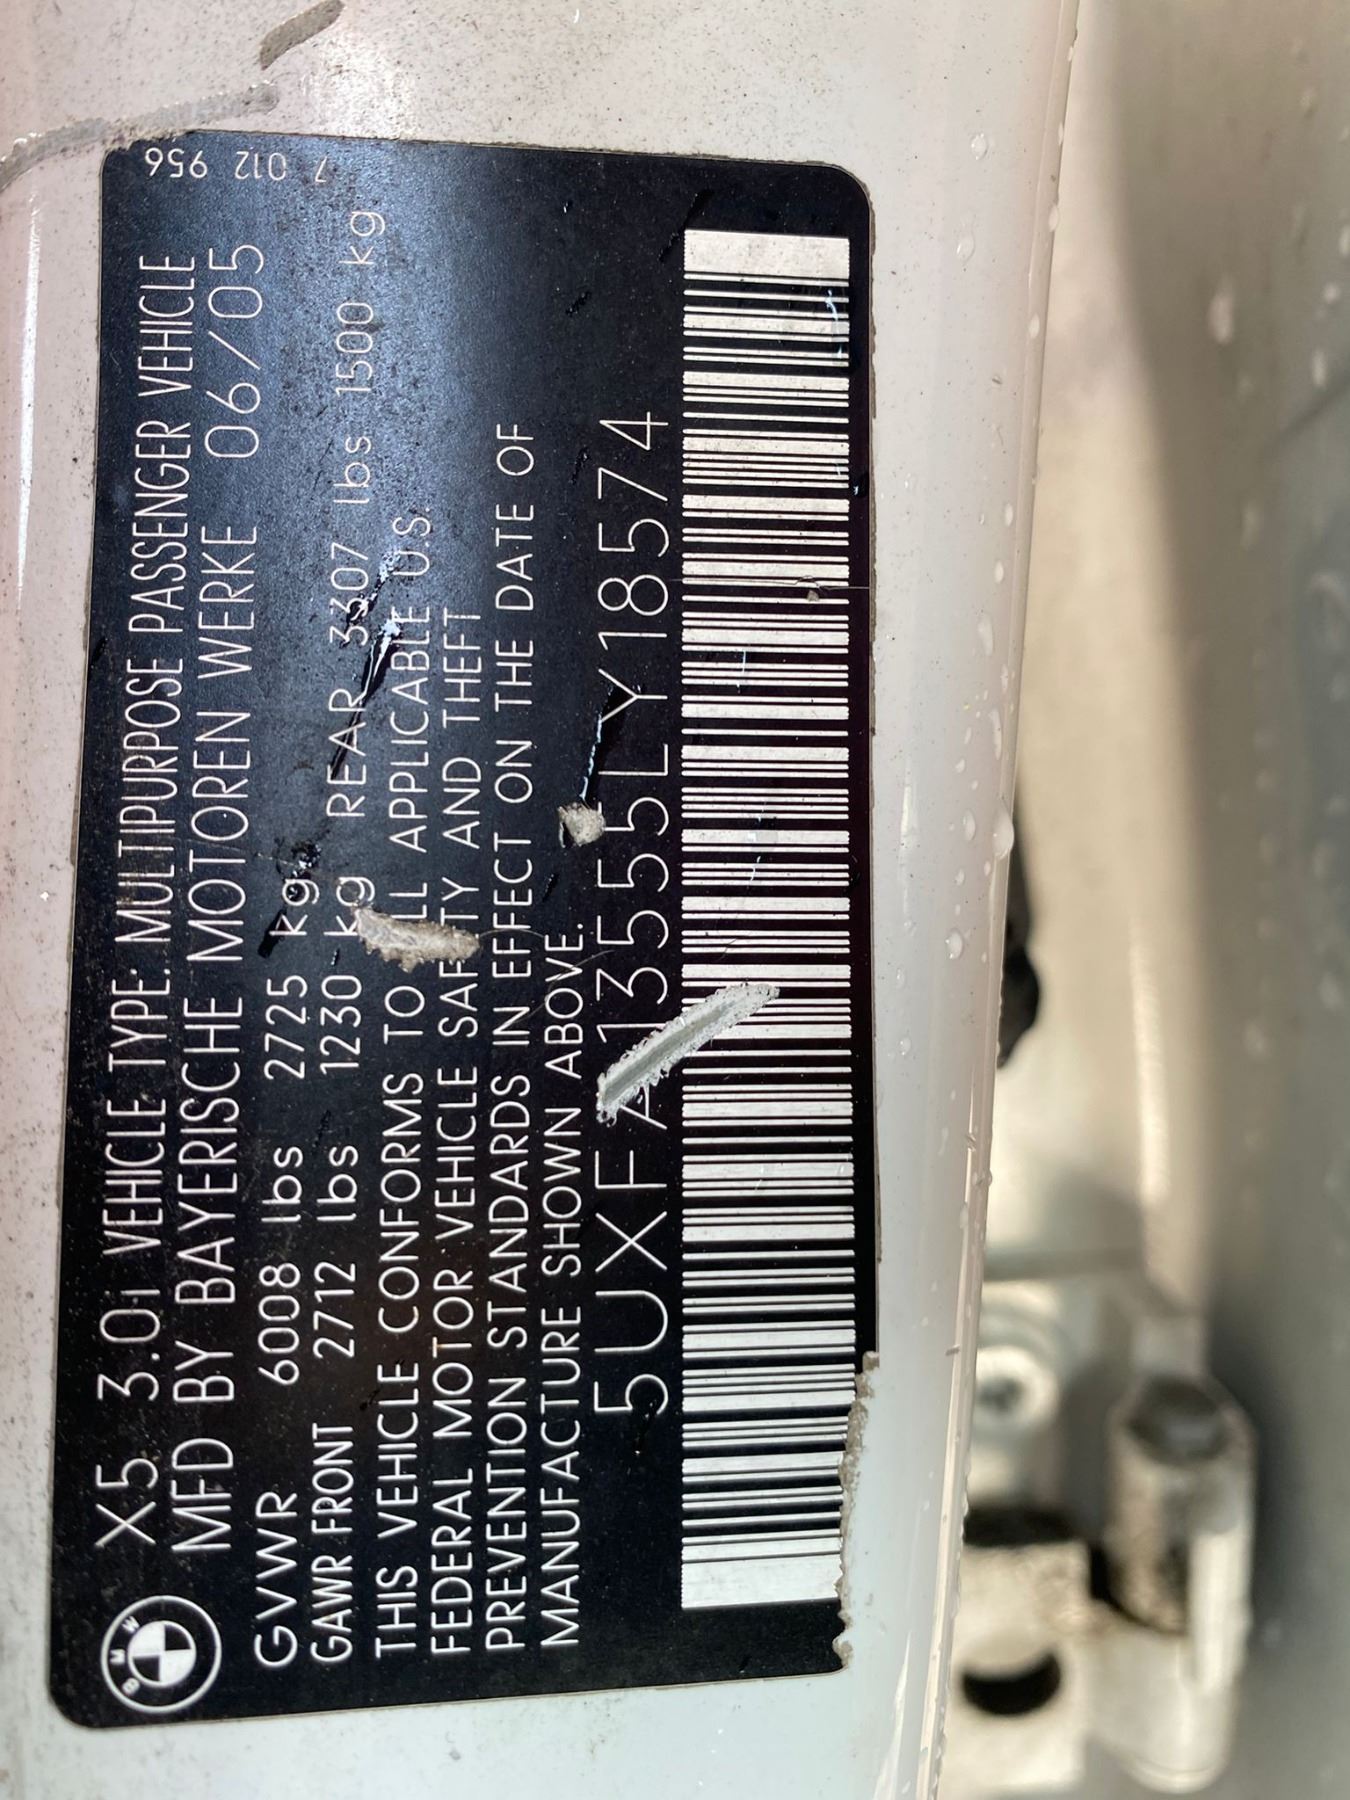 BMW
X5 3.0i VEHICLE TYPE: MULTIPURPOSE PASSENGER VEHICLE
MFD BY BAYERISCHE MOTOREN WERKE 06/05
GVWR 6008 lbs 2725 kg
GAWR FRONT 2712 lbs 1230 kg REAR 3307 lbs 1500 kg
THIS VEHICLE CONFORMS TO ALL APPLICABLE U.S.
FEDERAL MOTOR VEHICLE SAFETY AND THEFT
PREVENTION STANDARDS IN EFFECT ON THE DATE OF
MANUFACTURE SHOWN ABOVE.
5UXFA13555LY18574
7 012 956